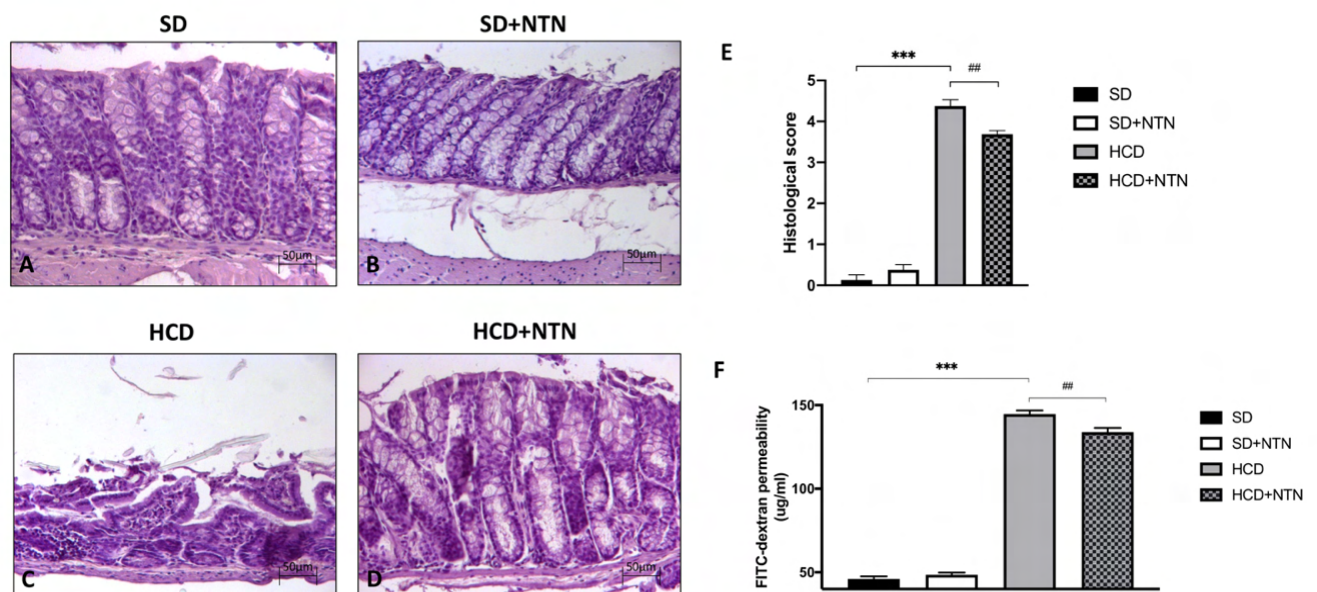 SD
SD+NTN
A
50µm
B
50µm
HCD
HCD+NTN
C
50µm
D
50µm
E
***
##
Histological score
5
4
3
2
1
0
SD
SD+NTN
HCD
HCD+NTN
F
***
##
FITC-dextran permeability
(ug/ml)
150
100
50
SD
SD+NTN
HCD
HCD+NTN